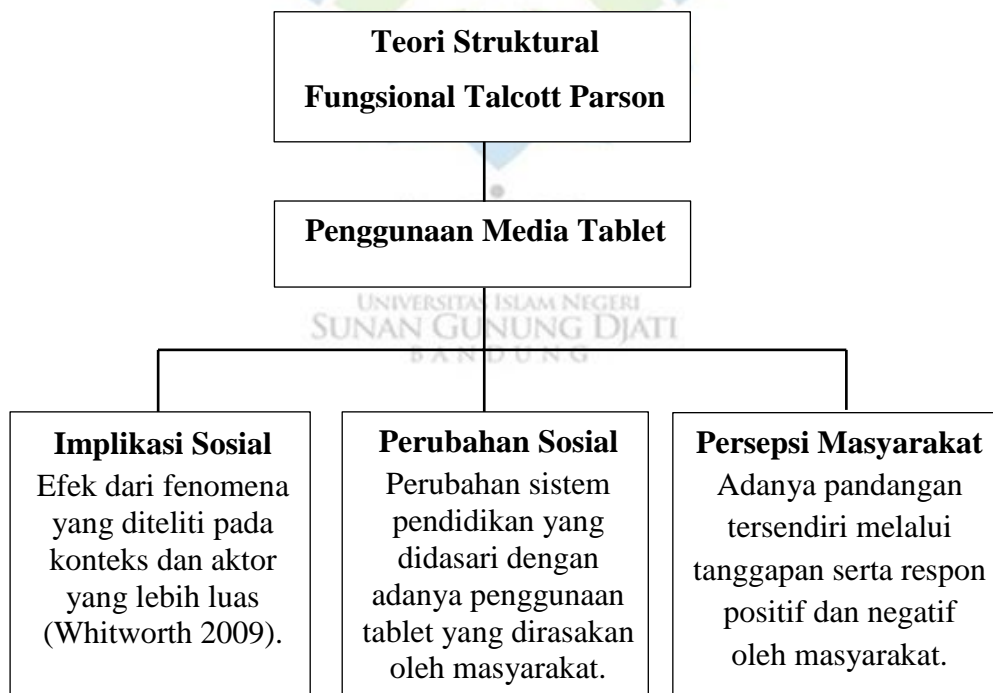 Teori Struktural
Fungsional Talcott Parson
Penggunaan Media Tablet
UNIVERSITAS ISLAM NEGERI
SUNAN GUNUNG DJATI
BANDUNG
Implikasi Sosial
Efek dari fenomena
yang diteliti pada
konteks dan aktor
yang lebih luas
(Whitworth 2009).
Perubahan Sosial
Perubahan sistem
pendidikan yang
didasari dengan
adanya penggunaan
tablet yang dirasakan
oleh masyarakat.
Persepsi Masyarakat
Adanya pandangan
tersendiri melalui
tanggapan serta respon
positif dan negatif
oleh masyarakat.